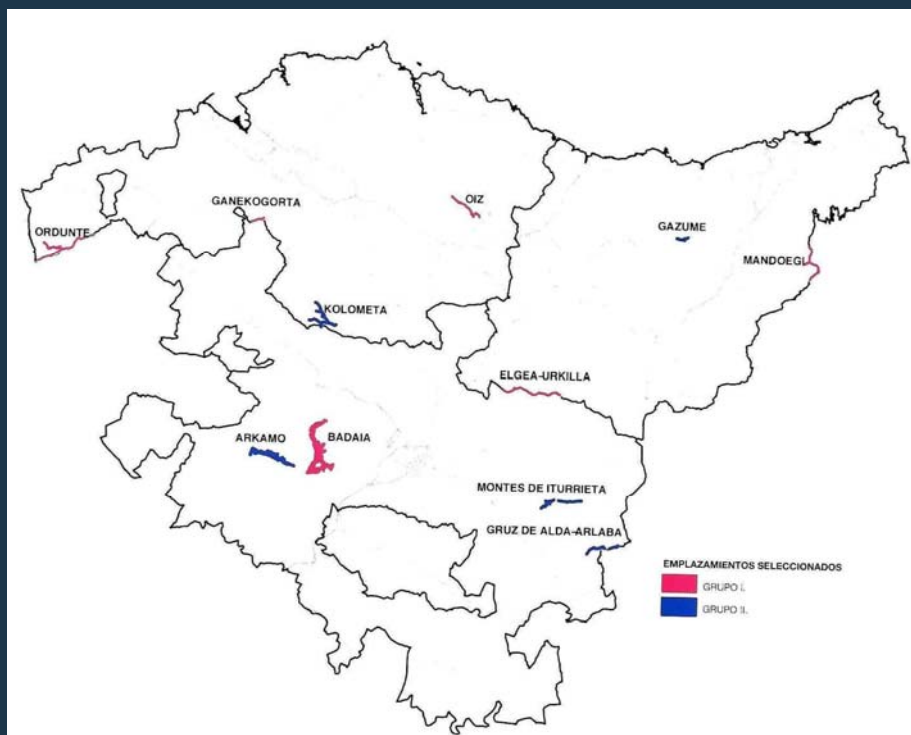 OIZ
GANEKOGORTA
GAZUME
ORDUNTE
MANDOEGI
KOLOMETA
ELGEA-URKILLA
ARKAMO
BADAIA
MONTES DE ITURRIETA
GRUZ DE ALDA-ARLABA
EMPLAZAMIENTOS SELECCIONADOS
GRUPO I.
GRUPO II.